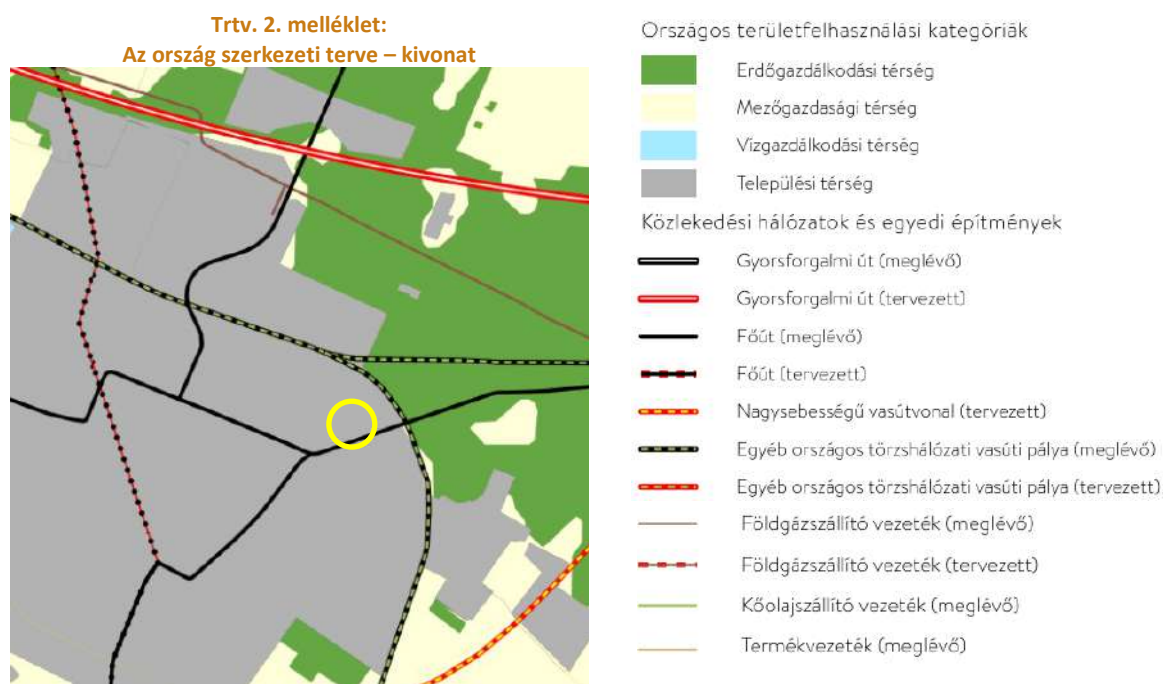 Trtv. 2. melléklet:
Az ország szerkezeti terve – kivonat
Országos területfelhasználási kategóriák
Erdőgazdálkodási térség
Mezőgazdasági térség
Vízgazdálkodási térség
Települési térség
Közlekedési hálózatok és egyedi építmények
Gyorsforgalmi út (meglévő)
Gyorsforgalmi út (tervezett)
Főút (meglévő)
Főút (tervezett)
Nagysebességű vasútvonal (tervezett)
Egyéb országos törzshálózati vasúti pálya (meglévő)
Egyéb országos törzshálózati vasúti pálya (tervezett)
Földgázszállító vezeték (meglévő)
Földgázszállító vezeték (tervezett)
Kőolajszállító vezeték (meglévő)
Termékvezeték (meglévő)